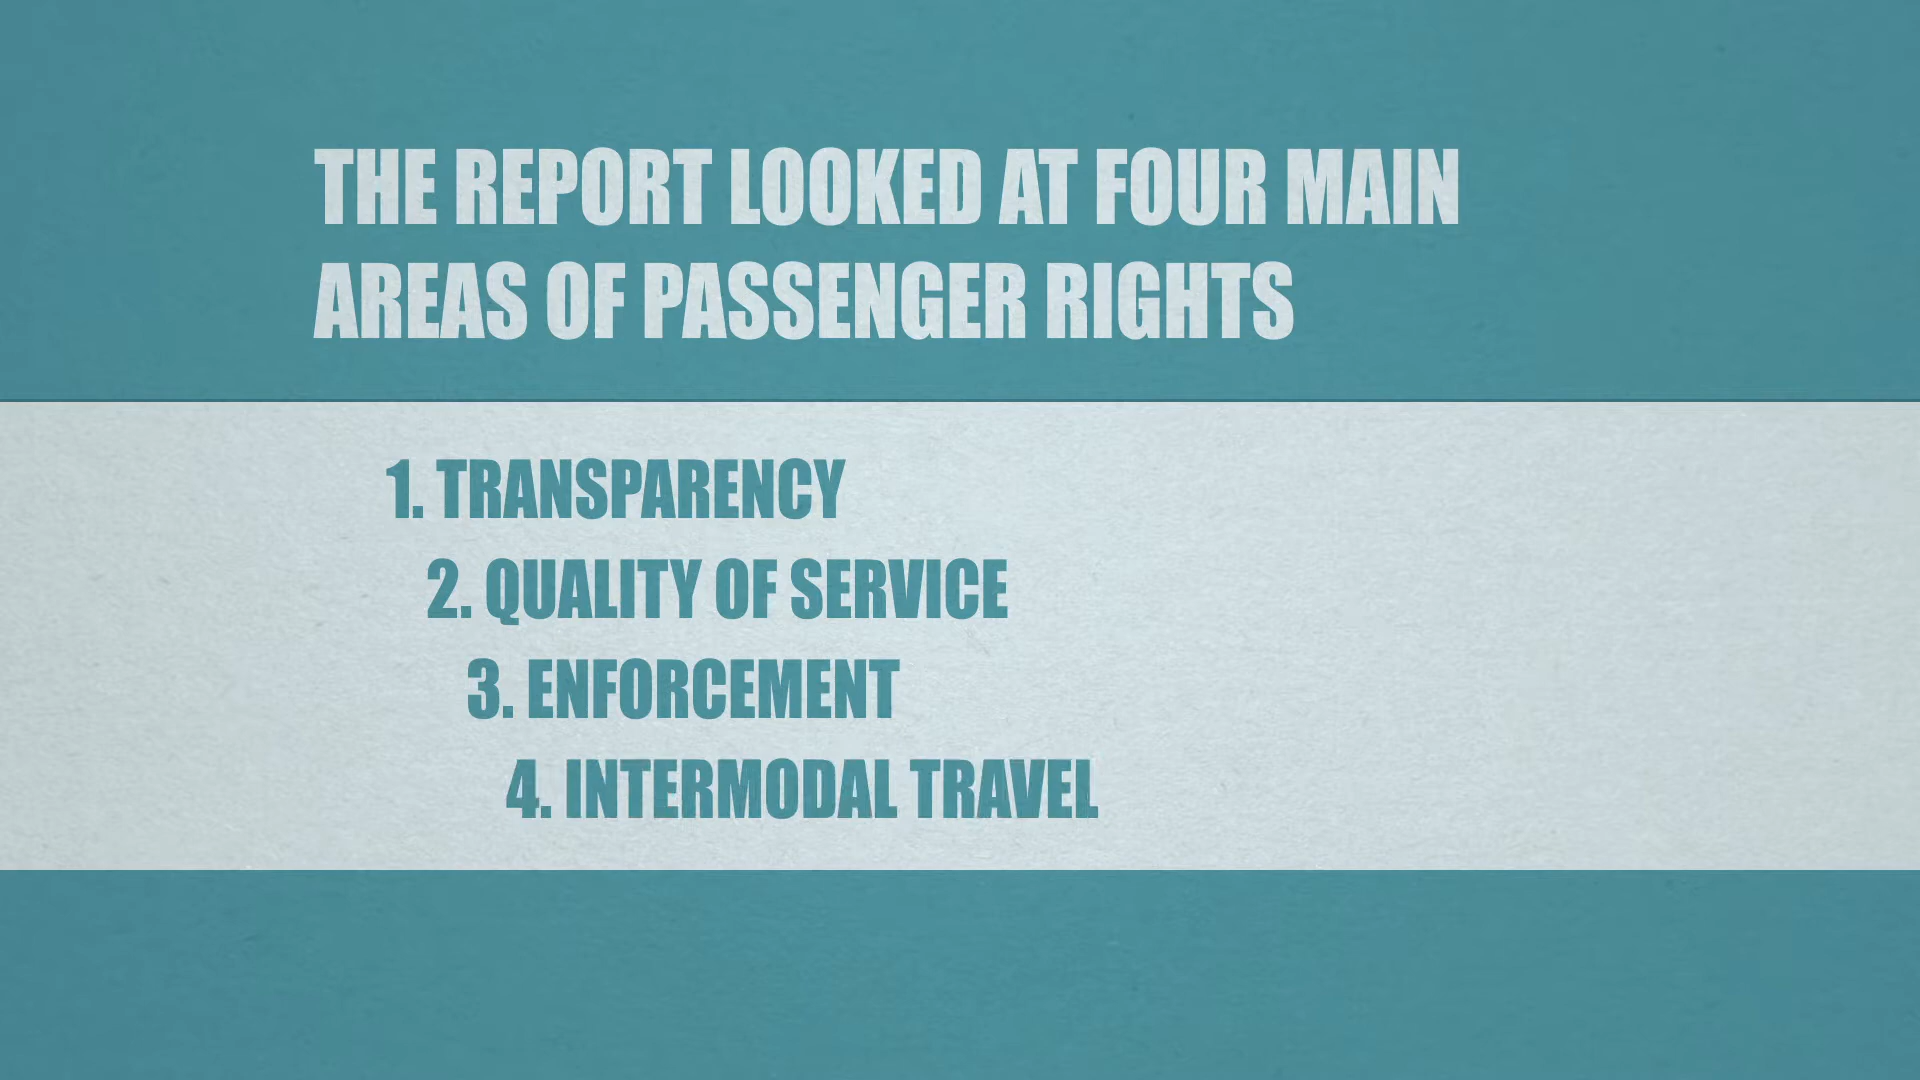 THE REPORT LOOKED AT FOUR MAIN
AREAS OF PASSENGER RIGHTS
1. TRANSPARENCY
2. QUALITY OF SERVICE
3. ENFORCEMENT
4. INTERMODAL TRAVEL